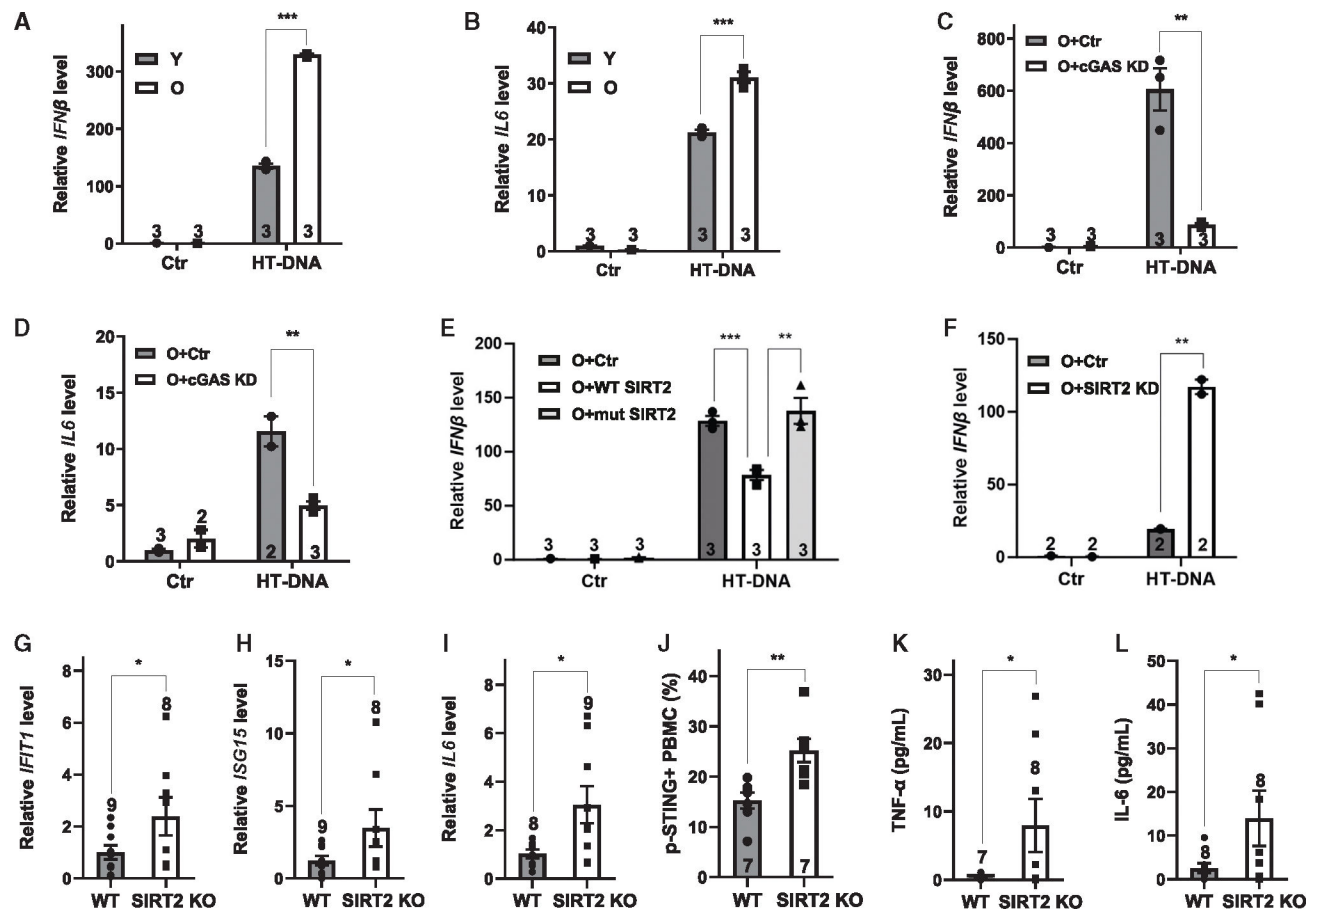 A
Relative IFNβ level
300
200
100
0
Y
O
***
3
3
3
3
Ctr
HT-DNA
B
Relative IL6 level
40
30
20
10
0
Y
O
***
3
3
3
3
Ctr
HT-DNA
C
Relative IFNβ level
800
600
400
200
0
O+Ctr
O+cGAS KD
**
3
3
3
3
Ctr
HT-DNA
D
Relative IL6 level
20
15
10
5
0
O+Ctr
O+cGAS KD
**
3
2
2
3
Ctr
HT-DNA
E
Relative IFNβ level
200
150
100
50
0
O+Ctr
O+WT SIRT2
O+mut SIRT2
***
**
3
3
3
3
3
3
Ctr
HT-DNA
F
Relative IFNβ level
150
100
50
0
O+Ctr
O+SIRT2 KD
**
2
2
2
2
Ctr
HT-DNA
G
Relative IFIT1 level
8
6
4
2
0
*
9
8
WT SIRT2 KO
H
Relative ISG15 level
15
10
5
0
*
9
8
WT SIRT2 KO
I
Relative IL6 level
8
6
4
2
0
*
8
9
WT SIRT2 KO
J
p-STING+ PBMC (%)
40
30
20
10
0
**
7
7
WT SIRT2 KO
K
TNF-α (pg/mL)
30
20
10
0
*
7
8
WT SIRT2 KO
L
IL-6 (pg/mL)
50
40
30
20
10
0
*
8
8
WT SIRT2 KO